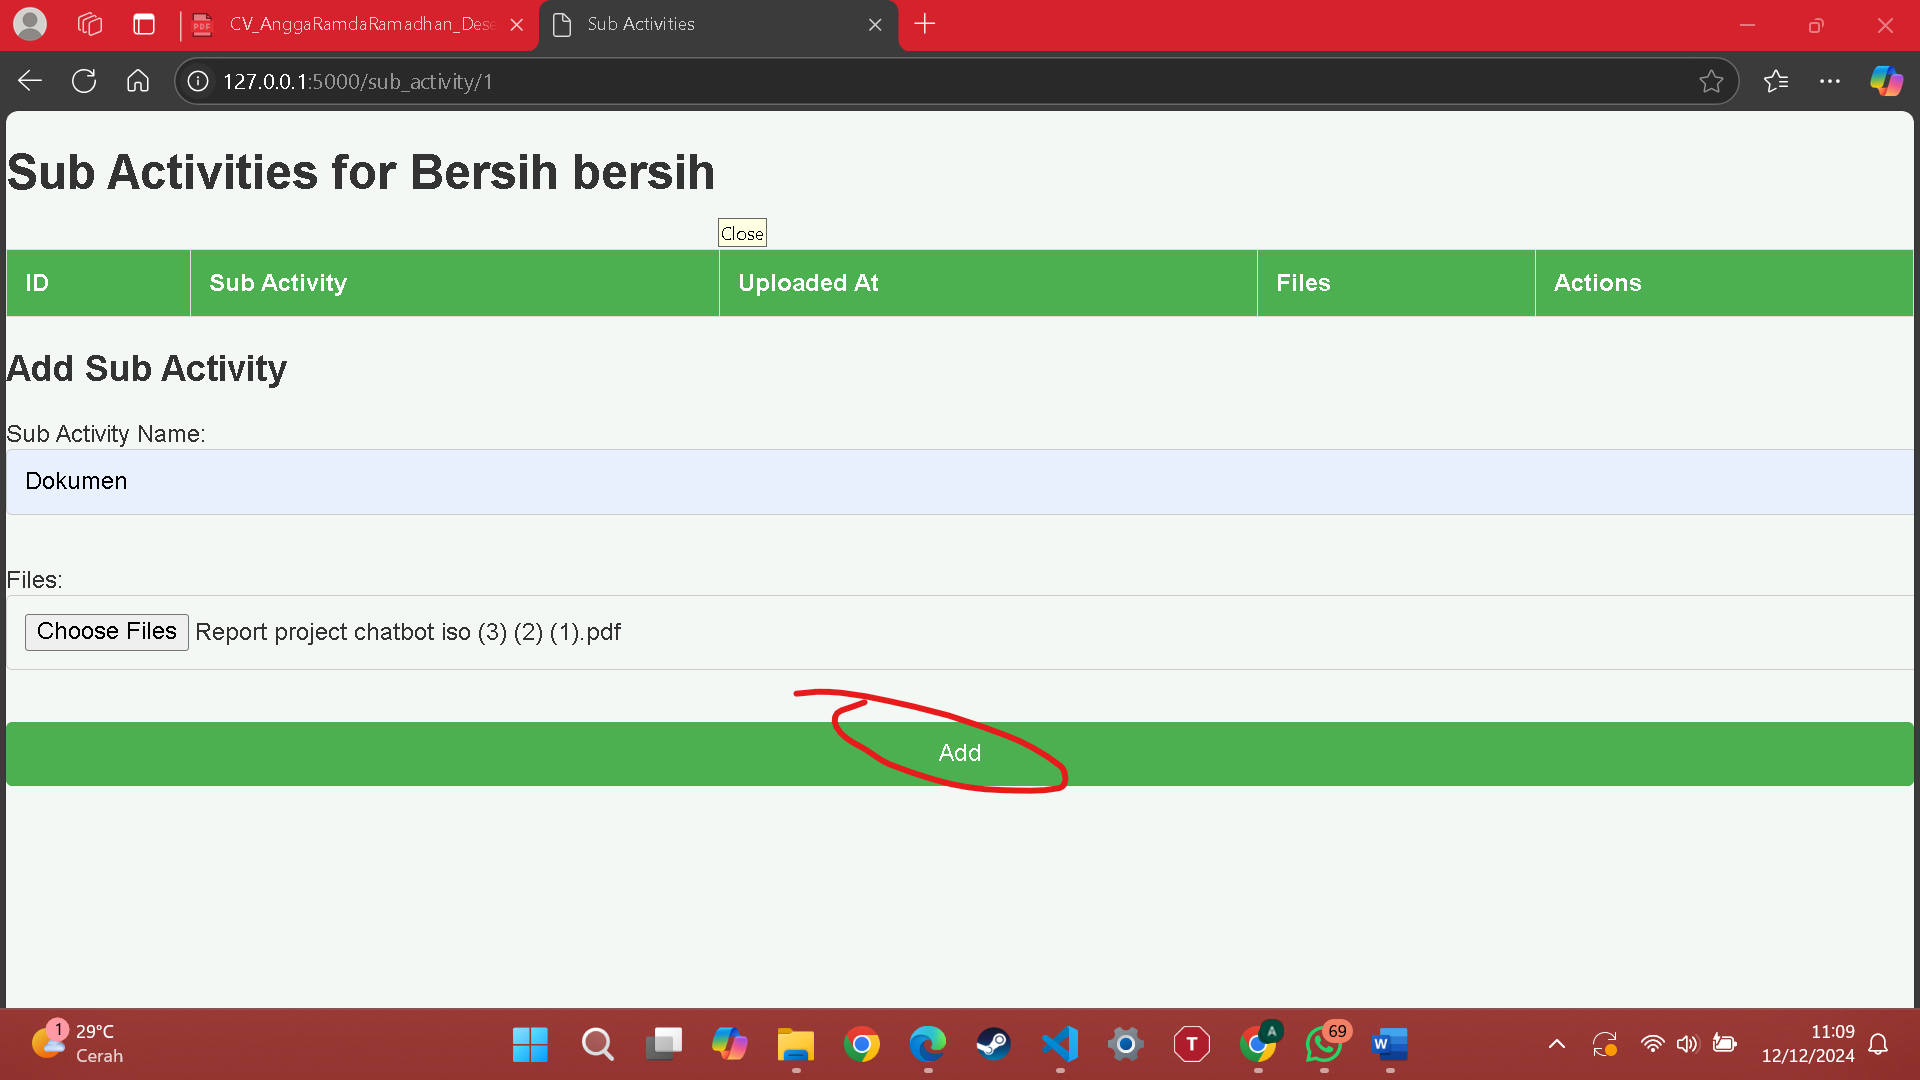 CV_AnggaRamdaRamadhan_Dese
Sub Activities
127.0.0.1:5000/sub_activity/1
Sub Activities for Bersih bersih
Close
ID Sub Activity Uploaded At Files Actions
Add Sub Activity
Sub Activity Name:
Dokumen
Files:
Choose Files Report project chatbot iso (3) (2) (1).pdf
Add
1
29°C
Cerah
PDF
T
A
69
W
11:09
12/12/2024